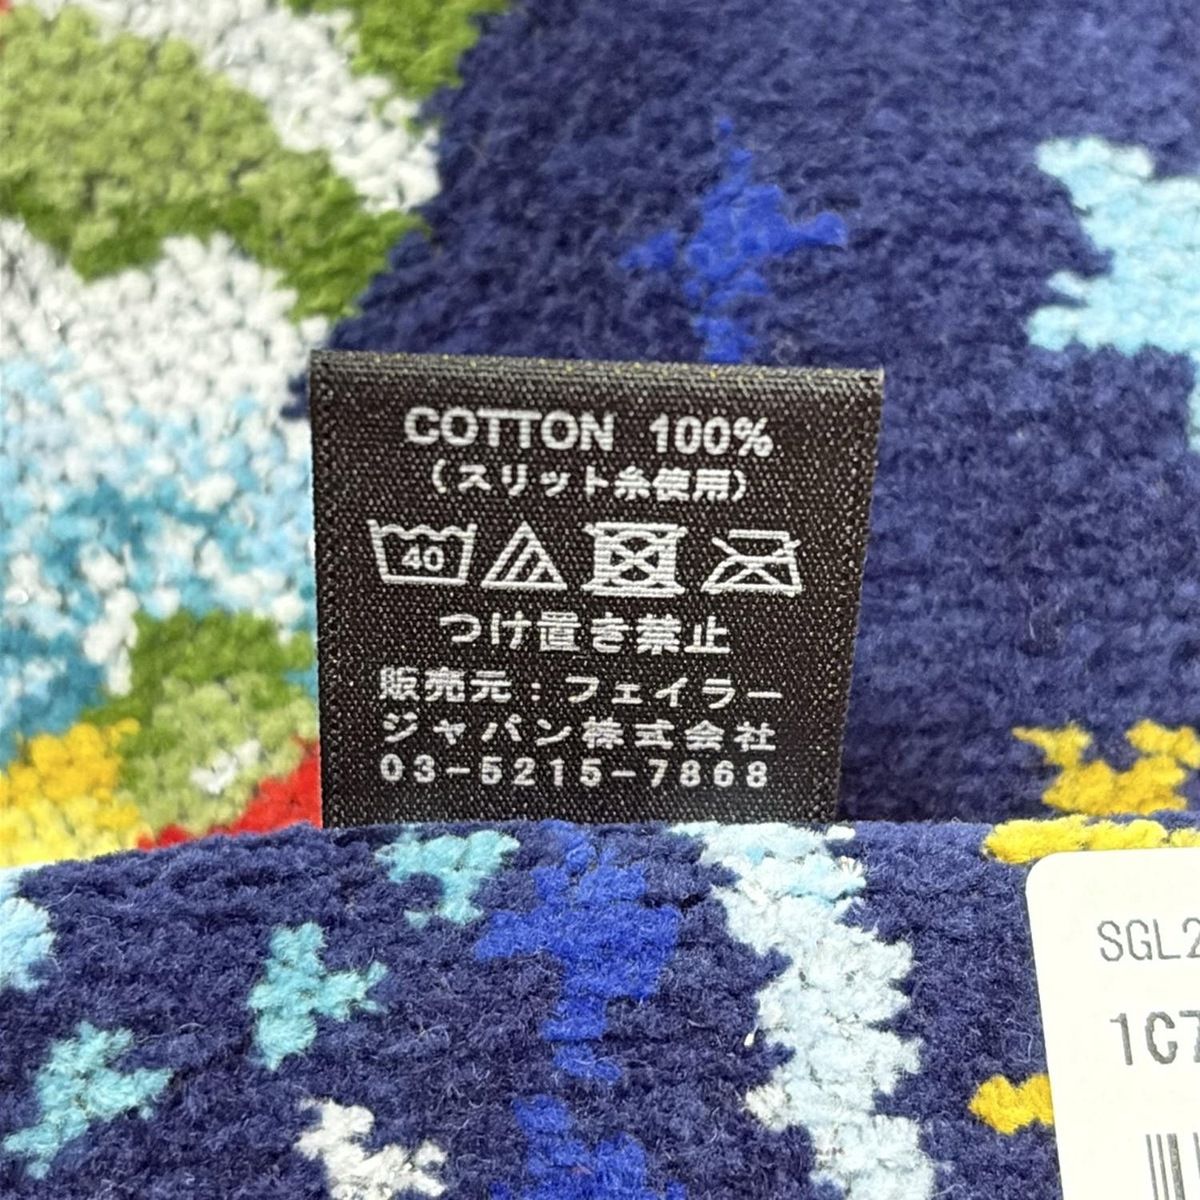 COTTON 100%
(スリット糸使用)
40
つけ置き禁止
販売元:フェイラー
ジャパン株式会社
03-5215-7868
SGL2
1C7